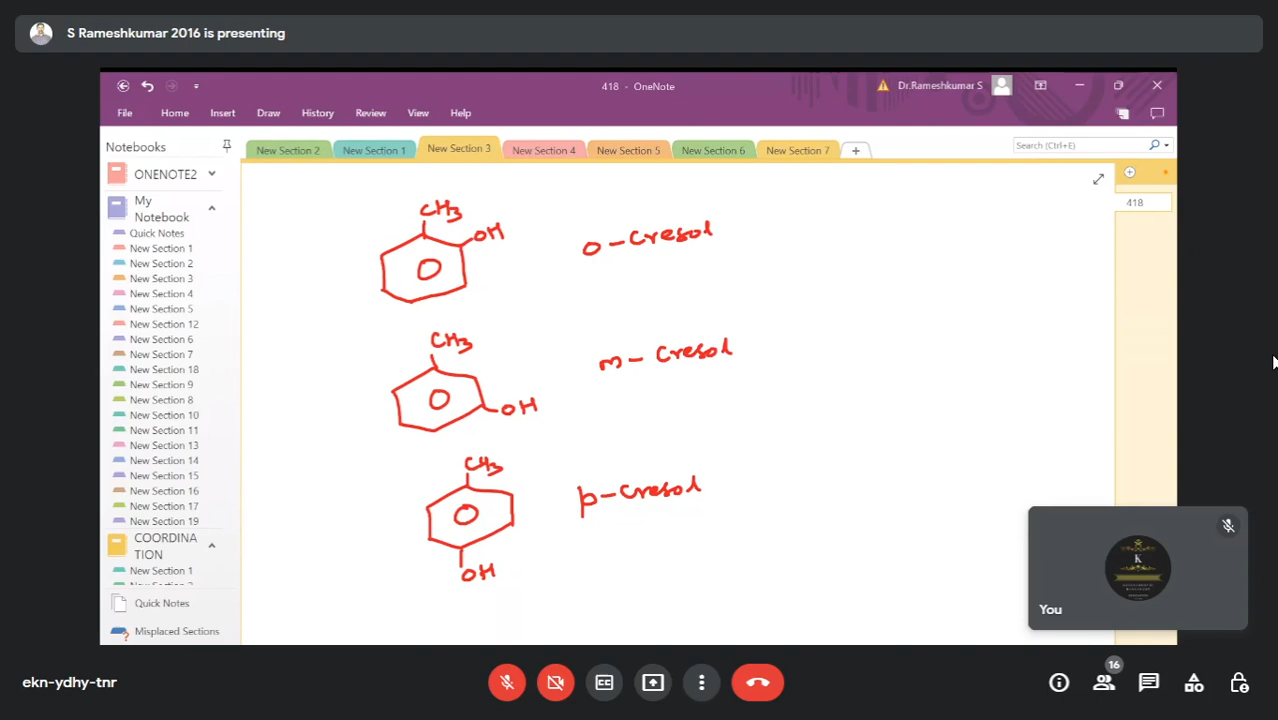 S Rameshkumar 2016 is presenting
418 - OneNote
Dr.Rameshkumar S
File Home Insert Draw History Review View Help
Notebooks
New Section 2 New Section 1 New Section 3 New Section 4 New Section 5 New Section 6 New Section 7 +
Search (Ctrl+E)
ONENOTE2
418
My
Notebook
Quick Notes
New Section 1
New Section 2
New Section 3
New Section 4
New Section 5
New Section 12
New Section 6
New Section 7
New Section 18
New Section 9
New Section 8
New Section 10
New Section 11
New Section 13
New Section 14
New Section 15
New Section 16
New Section 17
New Section 19
COORDINA
TION
New Section 1
Quick Notes
Misplaced Sections
CH3
OH
o-Cresol
CH3
OH
m-Cresol
CH3
OH
p-Cresol
K
You
ekn-ydhy-tnr
CC
16